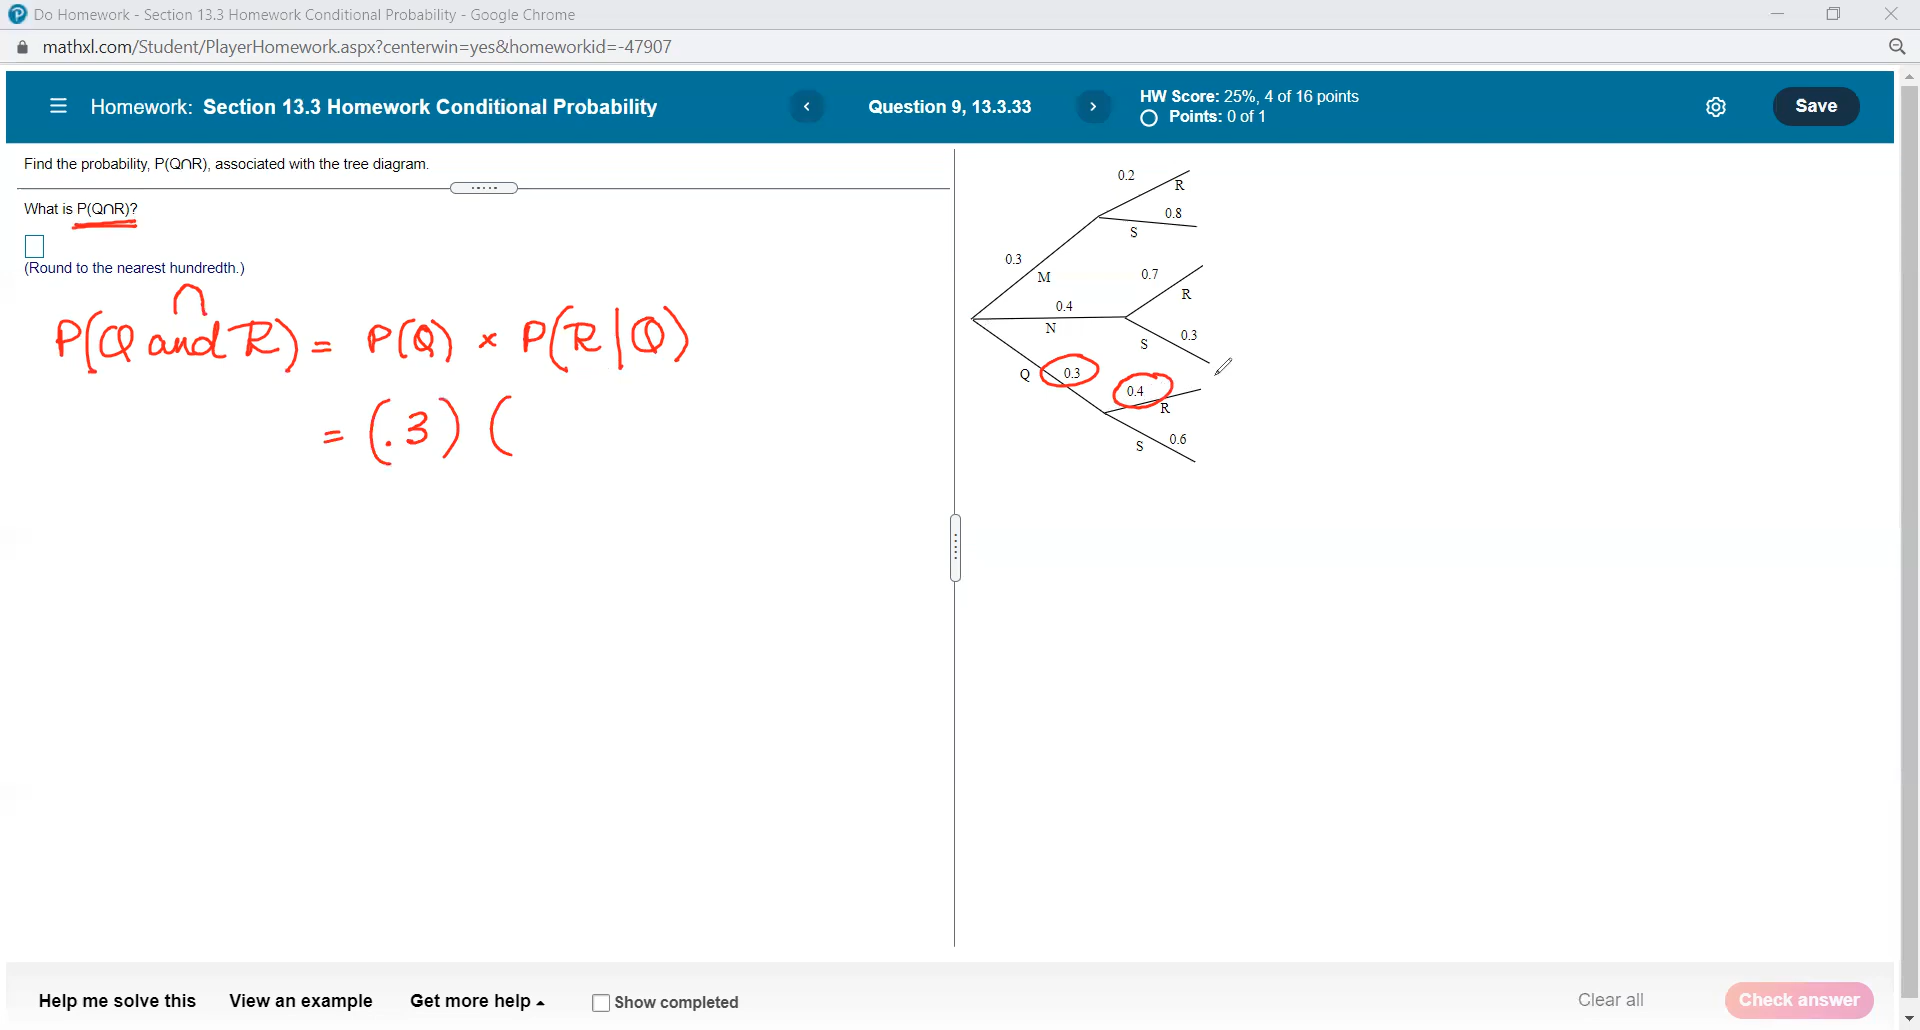 Do Homework - Section 13.3 Homework Conditional Probability - Google Chrome
mathxl.com/Student/PlayerHomework.aspx?centerwin=yes&homeworkid=-47907
Homework: Section 13.3 Homework Conditional Probability
Question 9, 13.3.33
HW Score: 25%, 4 of 16 points
Points: 0 of 1
Save
Find the probability, P(Q∩R), associated with the tree diagram.
What is P(Q∩R)?
(Round to the nearest hundredth.)
∩
P(Q and R) = P(Q) × P(R|Q)
= (.3) (
0.2
R
0.8
S
0.3
M
0.7
R
0.4
N
0.3
S
Q
0.3
0.4
R
0.6
S
Help me solve this
View an example
Get more help
Show completed
Clear all
Check answer